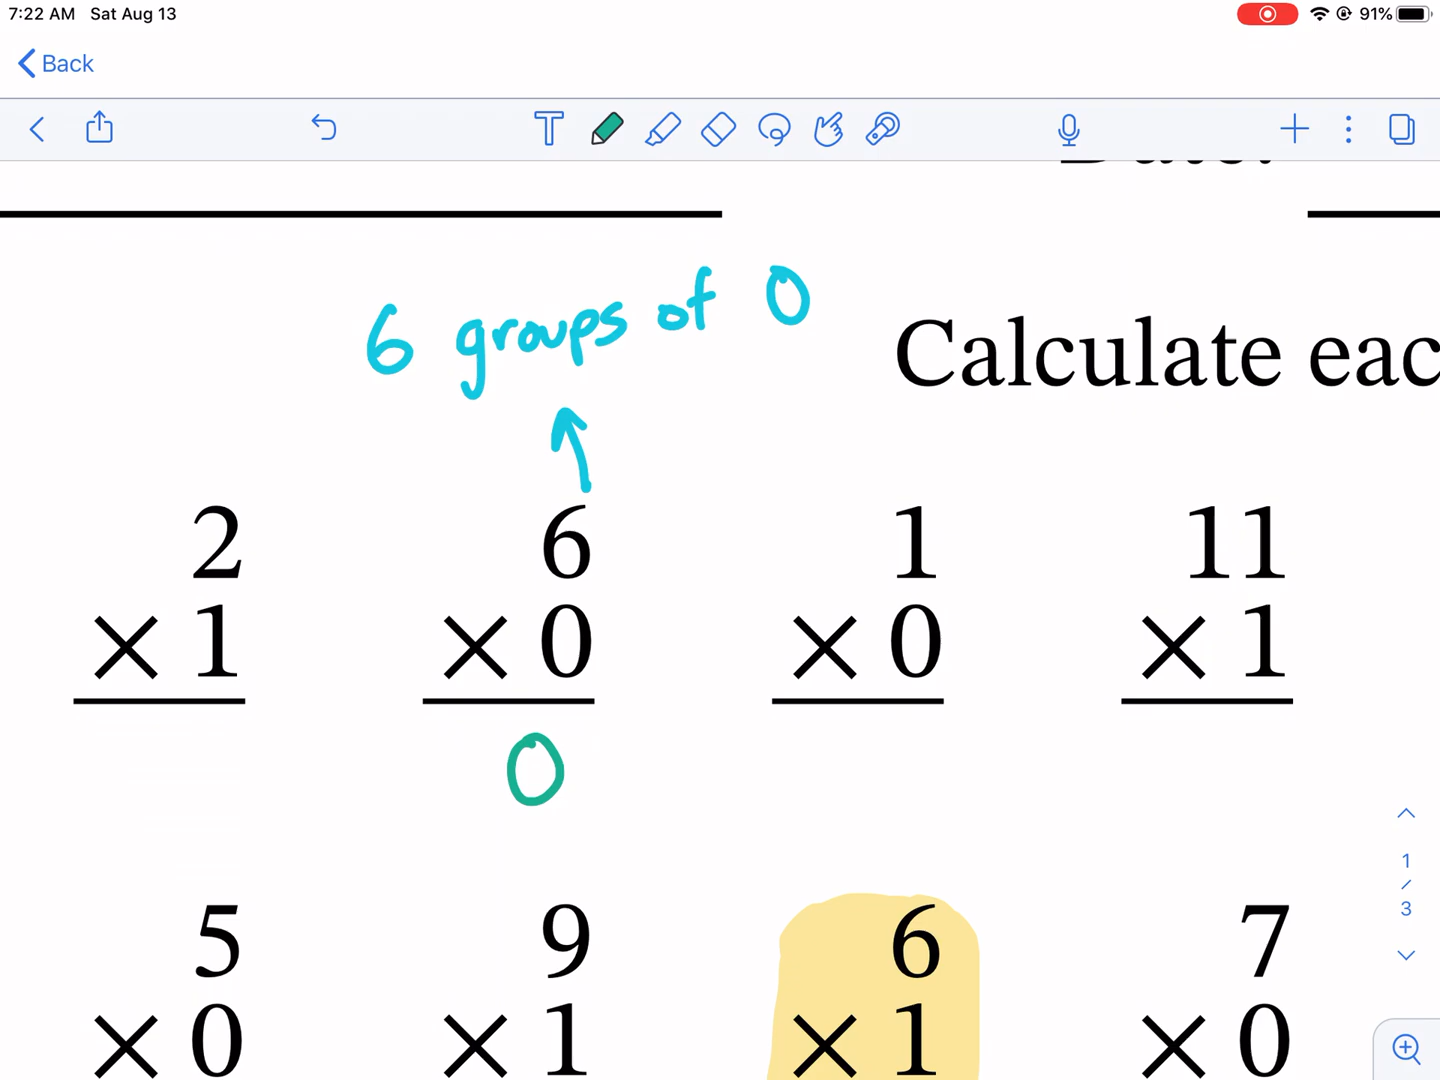 7:22 AM Sat Aug 13
91%
Back
T
6 groups of 0
Calculate eac
2 6 1 11
× 1 × 0 × 0 × 1
0
1
/
3
5 9 6 7
× 0 × 1 × 1 × 0